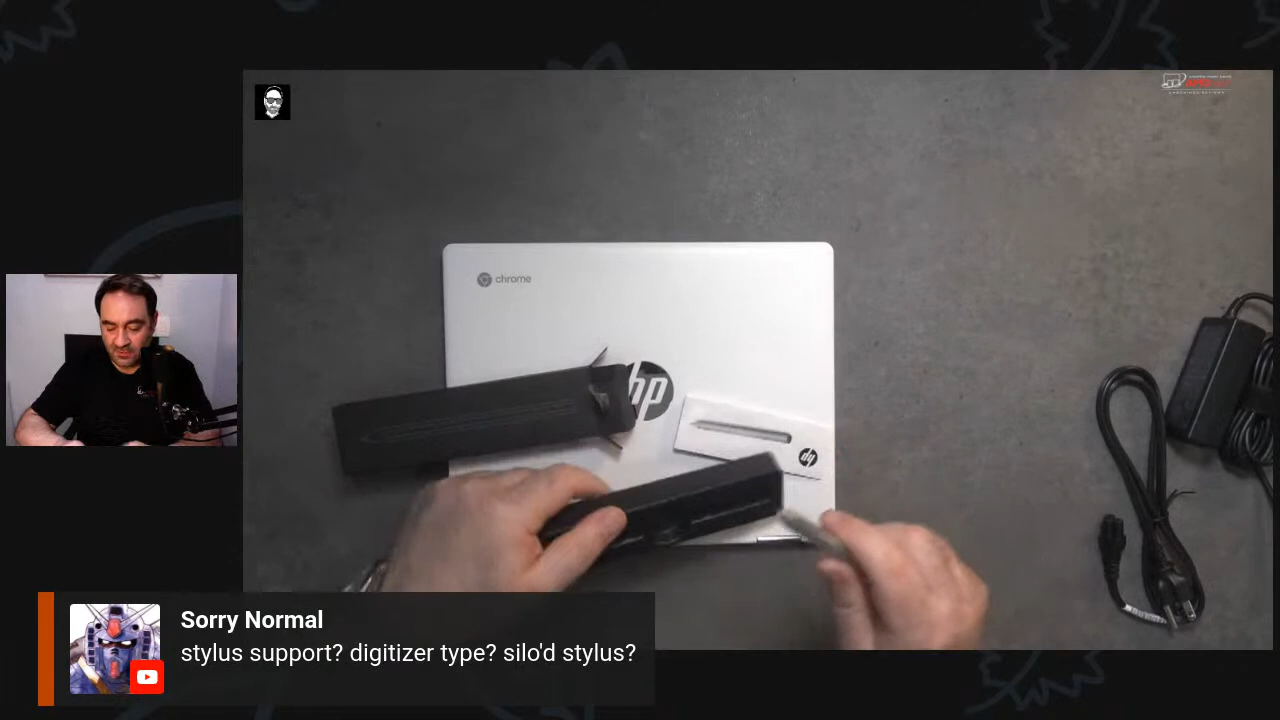 chrome
hp
hp
Sorry Normal
stylus support? digitizer type? silo'd stylus?